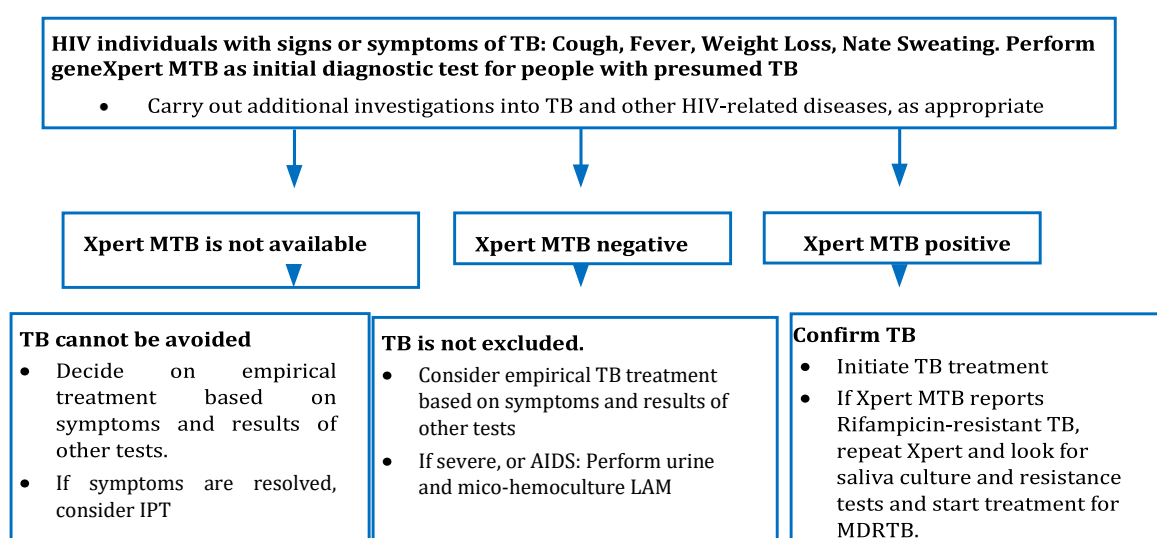 HIV individuals with signs or symptoms of TB: Cough, Fever, Weight Loss, Nate Sweating. Perform
geneXpert MTB as initial diagnostic test for people with presumed TB
• Carry out additional investigations into TB and other HIV-related diseases, as appropriate
Xpert MTB is not available
Xpert MTB negative
Xpert MTB positive
TB cannot be avoided
• Decide on empirical
treatment based on
symptoms and results of
other tests.
• If symptoms are resolved,
consider IPT
TB is not excluded.
• Consider empirical TB treatment
based on symptoms and results of
other tests
• If severe, or AIDS: Perform urine
and mico-hemoculture LAM
Confirm TB
• Initiate TB treatment
• If Xpert MTB reports
Rifampicin-resistant TB,
repeat Xpert and look for
saliva culture and resistance
tests and start treatment for
MDRTB.